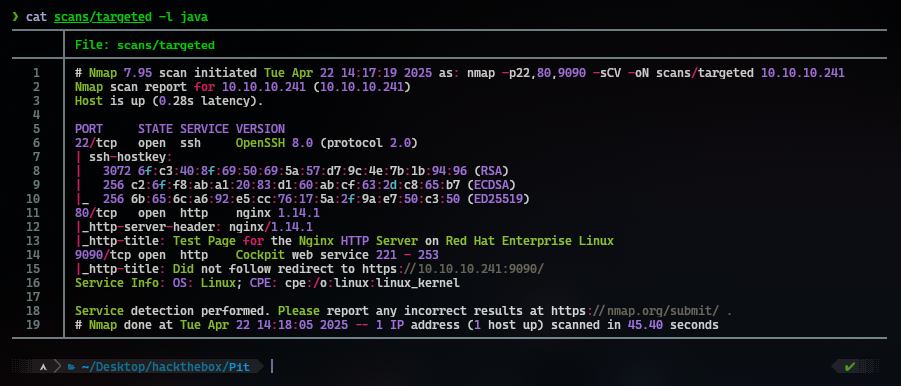 ❯ cat scans/targeted -l java
File: scans/targeted
1 # Nmap 7.95 scan initiated Tue Apr 22 14:17:19 2025 as: nmap -p22,80,9090 -sCV -oN scans/targeted 10.10.10.241
2 Nmap scan report for 10.10.10.241 (10.10.10.241)
3 Host is up (0.28s latency).
4
5 PORT     STATE SERVICE VERSION
6 22/tcp   open  ssh     OpenSSH 8.0 (protocol 2.0)
7 | ssh-hostkey:
8 |   3072 6f:c3:40:8f:69:50:69:5a:57:d7:9c:4e:7b:1b:94:96 (RSA)
9 |   256 c2:6f:f8:ab:a1:20:83:d1:60:ab:cf:63:2d:c8:65:b7 (ECDSA)
10 |_  256 6b:65:6c:a6:92:e5:cc:76:17:5a:2f:9a:e7:50:c3:50 (ED25519)
11 80/tcp   open  http    nginx 1.14.1
12 |_http-server-header: nginx/1.14.1
13 |_http-title: Test Page for the Nginx HTTP Server on Red Hat Enterprise Linux
14 9090/tcp open  http    Cockpit web service 221 - 253
15 |_http-title: Did not follow redirect to https://10.10.10.241:9090/
16 Service Info: OS: Linux; CPE: cpe:/o:linux:linux_kernel
17
18 Service detection performed. Please report any incorrect results at https://nmap.org/submit/ .
19 # Nmap done at Tue Apr 22 14:18:05 2025 -- 1 IP address (1 host up) scanned in 45.40 seconds
~/Desktop/hackthebox/Pit ✔